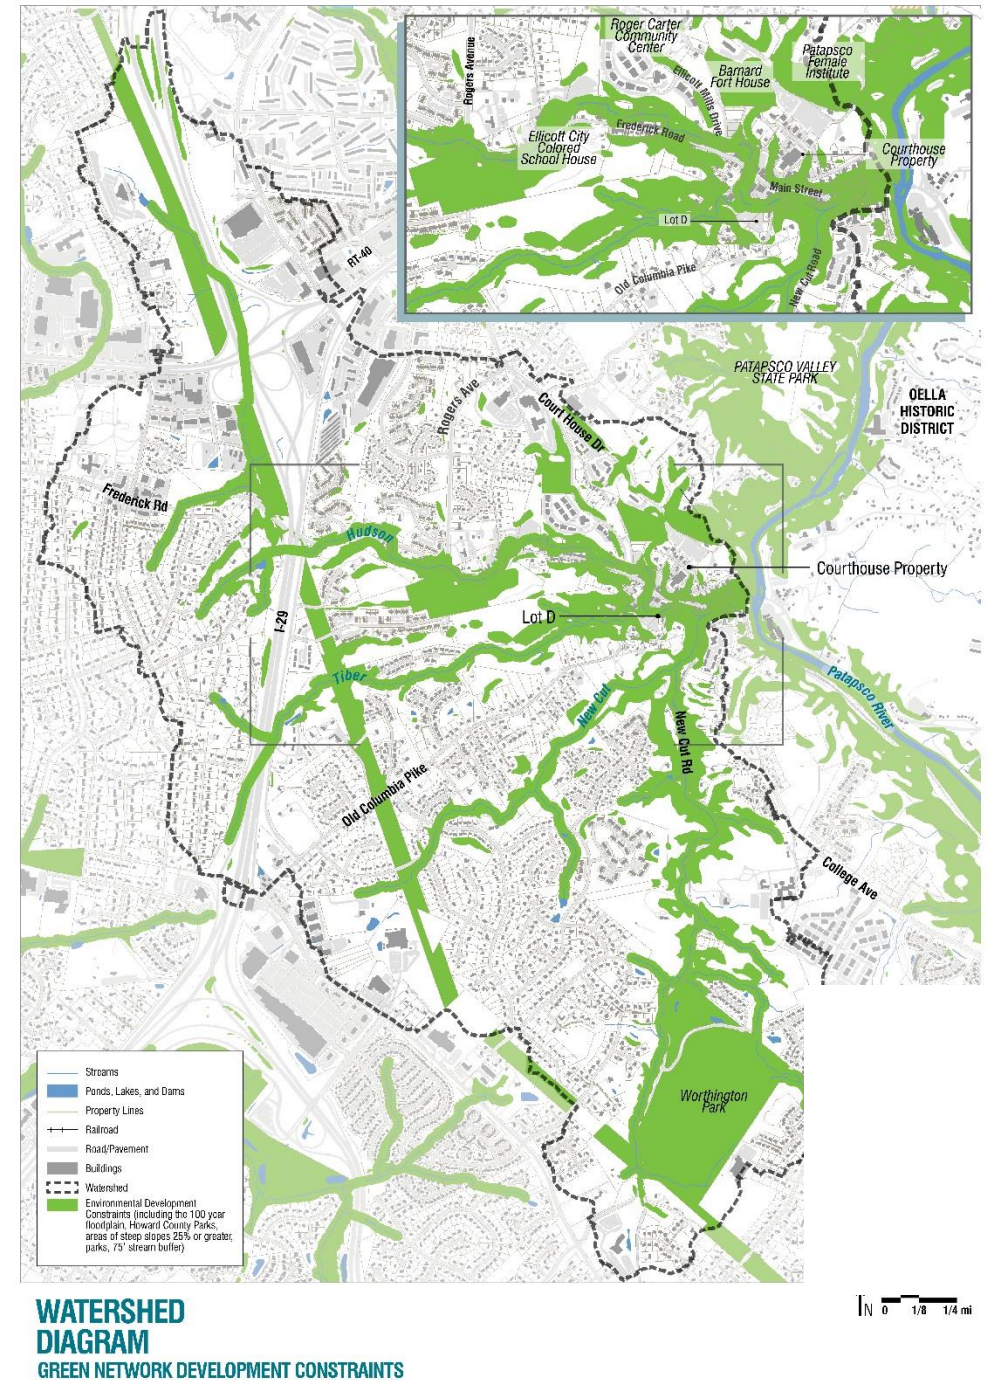 Roger Carter
Community
Center
Patapsco
Female
Institute
Rogers Avenue
Barnard
Fort House
Ellicott Mills Drive
Frederick Road
Ellicott City
Colored
School House
Courthouse
Property
Main Street
Lot D
Old Columbia Pike
New Cut Road
RT-40
PATAPSCO VALLEY
STATE PARK
OELLA
HISTORIC
DISTRICT
Rogers Ave
Court House Dr
Frederick Rd
Hudson
Courthouse Property
Lot D
I-29
Tiber
New Cut
Patapsco River
New Cut Rd
Old Columbia Pike
College Ave
Worthington
Park
Streams
Ponds, Lakes, and Dams
Property Lines
Railroad
Road/Pavement
Buildings
Watershed
Environmental Development
Constraints (including the 100 year
floodplain, Howard County Parks,
areas of steep slopes 25% or greater,
parks, 75' stream buffer)
N 0 1/8 1/4 mi
WATERSHED
DIAGRAM
GREEN NETWORK DEVELOPMENT CONSTRAINTS